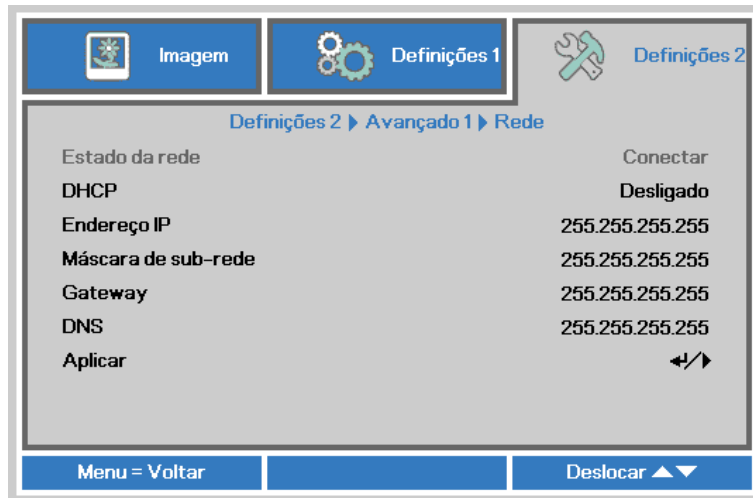 Imagem
Definições 1
Definições 2
Definições 2 ▶ Avançado 1 ▶ Rede
Estado da rede Conectar
DHCP Desligado
Endereço IP 255.255.255.255
Máscara de sub-rede 255.255.255.255
Gateway 255.255.255.255
DNS 255.255.255.255
Aplicar ↵/▶
Menu = Voltar
Deslocar ▲▼